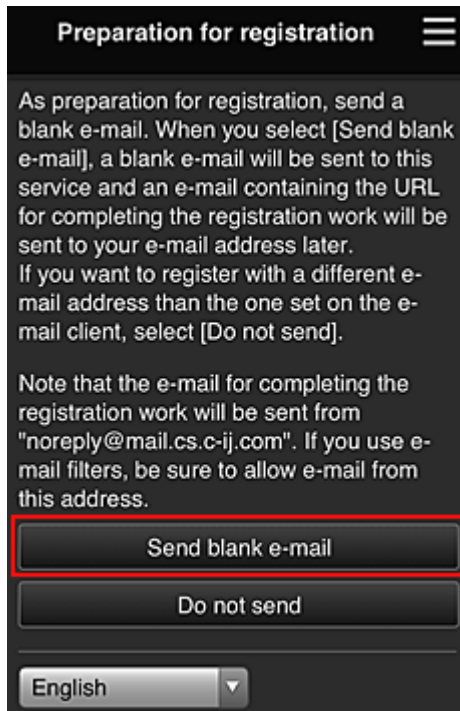 Preparation for registration
As preparation for registration, send a
blank e-mail. When you select [Send blank
e-mail], a blank e-mail will be sent to this
service and an e-mail containing the URL
for completing the registration work will be
sent to your e-mail address later.
If you want to register with a different e-
mail address than the one set on the e-
mail client, select [Do not send].
Note that the e-mail for completing the
registration work will be sent from
"noreply@mail.cs.c-ij.com". If you use e-
mail filters, be sure to allow e-mail from
this address.
Send blank e-mail
Do not send
English